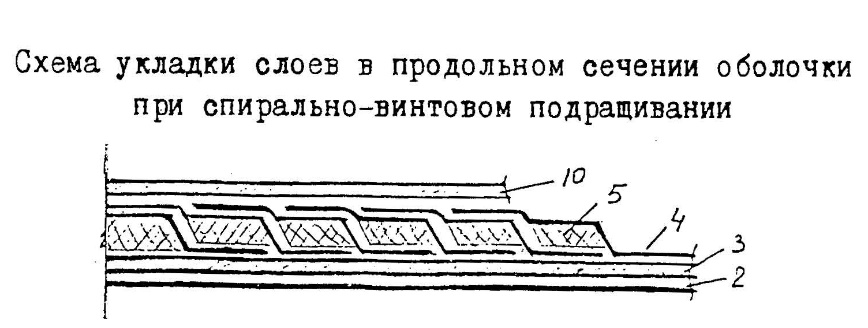 Схема укладки слоев в продольном сечении оболочки
при спирально-винтовом подращивании
10
5
4
3
2